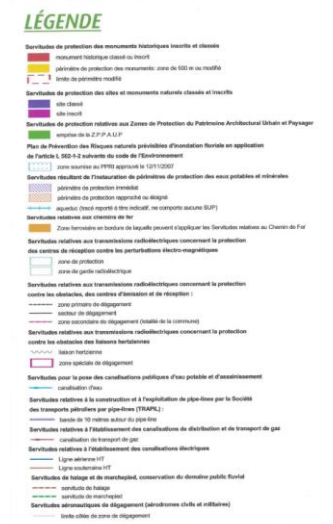 LÉGENDE
Servitudes de protection des monuments historiques inscrits et classés
monument historique classé ou inscrit
périmètre de protection des monuments: zone de 500 m ou modifié
limite de périmètre modifié
Servitudes de protection des sites et monuments naturels classés et inscrits
site classé
site inscrit
Servitudes de protection relatives aux Zones de Protection du Patrimoine Architectural Urbain et Paysager
emprise de la Z.P.P.A.U.P
Plan de Prévention des Risques naturels prévisibles d'inondation fluviale en application
de l'article L 562-1-2 suivants du code de l'Environnement
zone soumise au PPRI approuvé le 12/11/2007
Servitudes résultant de l'instauration de périmètres de protection des eaux potables et minérales
périmètre de protection immédiat
périmètre de protection rapproché ou éloigné
aqueduc (tracé reporté à titre indicatif, ne comporte aucune SUP)
Servitudes relatives aux chemins de fer
Zone ferroviaire en bordure de laquelle peuvent s'appliquer les Servitudes relatives au Chemin de Fer
Servitudes relatives aux transmissions radioélectriques concernant la protection
des centres de réception contre les perturbations électro-magnétiques
zone de protection
zone de garde radioélectrique
Servitudes relatives aux transmissions radioélectriques concernant la protection
contre les obstacles, des centres d'émission et de réception :
zone primaire de dégagement
secteur de dégagement
zone secondaire de dégagement (totalité de la commune)
Servitudes relatives aux transmissions radioélectriques concernant la protection
contre les obstacles des liaisons hertziennes
liaison hertzienne
zone spéciale de dégagement
Servitudes pour la pose des canalisations publiques d'eau potable et d'assainissement
canalisation d'eau
Servitudes relatives à la construction et à l'exploitation de pipe-lines par la Société
des transports pétroliers par pipe-lines (TRAPIL) :
bande de 10 mètres autour du pipe-line
Servitudes relatives à l'établissement des canalisations de distribution et de transport de gaz
canalisation de transport de gaz
Servitudes relatives à l'établissement des canalisations électriques
Ligne aérienne HT
Ligne souterraine HT
Servitudes de halage et de marchepied, conservation du domaine public fluvial
servitude de halage
servitude de marchepied
Servitudes aéronautiques de dégagement (aérodromes civils et militaires)
limite côtés de zone de dégagement